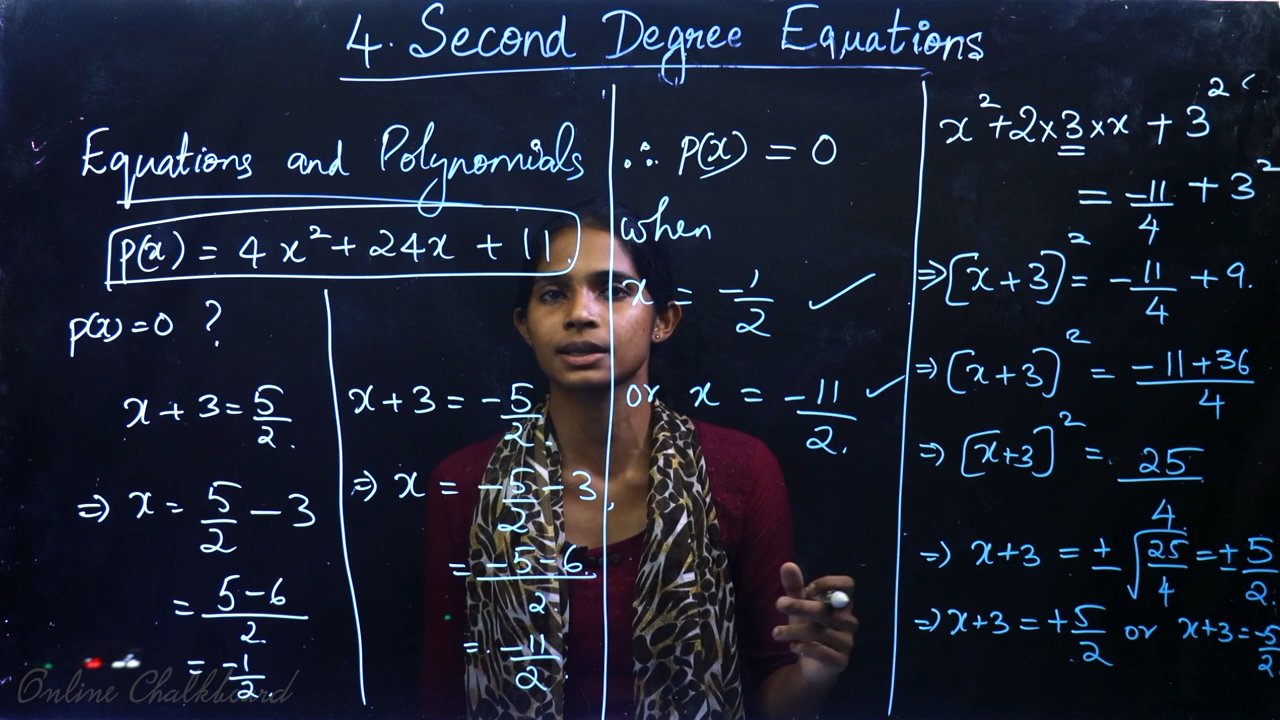 4. Second Degree Equations
Equations and Polynomials
p(x) = 4x² + 24x + 11.
p(x) = 0 ?
x + 3 = 5/2.
⇒ x = 5/2 − 3
= 5−6/2
= −1/2
x + 3 = −5/2.
⇒ x = −5/2 − 3,
= −5−6/2.
= −11/2.
∴ p(x) = 0
when
x = −1/2 ✓
or x = −11/2. ✓
x² + 2×3×x + 3²
= −11/4 + 3²
⇒ [x + 3]² = −11/4 + 9.
⇒ [x + 3]² = −11+36/4
⇒ [x+3]² = 25/4
⇒ x+3 = ± √25/4 = ± 5/2.
⇒ x+3 = +5/2 or x+3 = −5/2
Online Chalkboard